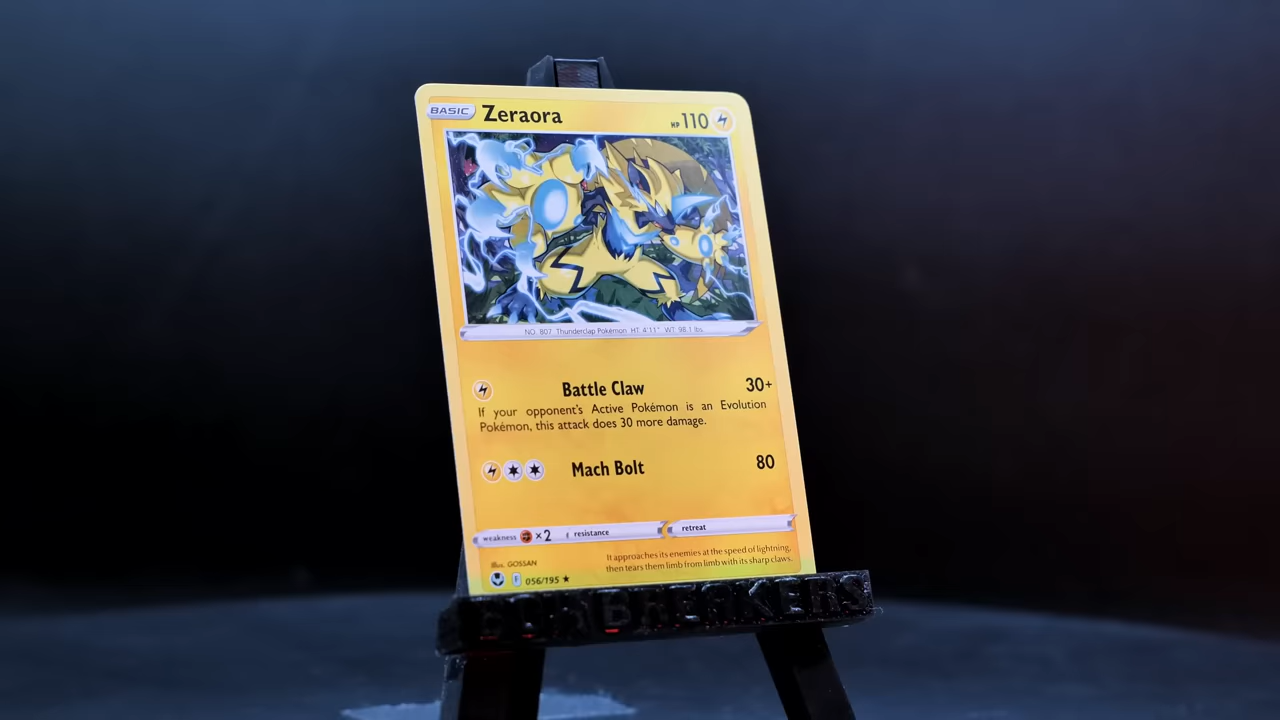 BASIC Zeraora HP 110
NO. 807 Thunderclap Pokémon HT: 4'11" WT: 98.1 lbs.
Battle Claw 30+
If your opponent's Active Pokémon is an Evolution
Pokémon, this attack does 30 more damage.
Mach Bolt 80
weakness ×2 resistance retreat
Illus. GOSSAN
It approaches its enemies at the speed of lightning,
then tears them limb from limb with its sharp claws.
056/195 ★